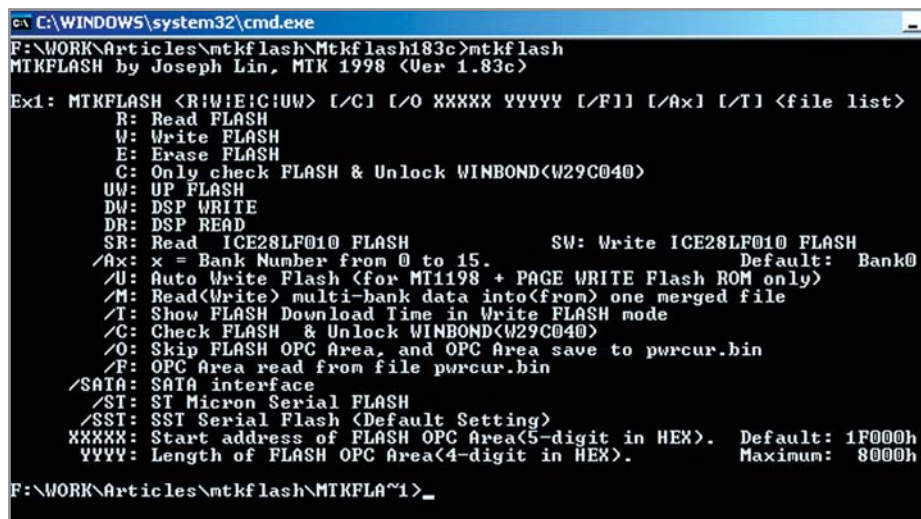 C:\WINDOWS\system32\cmd.exe
F:\WORK\Articles\mtkflash\Mtkflash183c>mtkflash
MTKFLASH by Joseph Lin, MTK 1998 (Ver 1.83c)
Ex1: MTKFLASH <R|W|E|C|UW> [/C] [/O XXXXX YYYYY [/F]] [/Ax] [/T] <file list>
R: Read FLASH
W: Write FLASH
E: Erase FLASH
C: Only check FLASH & Unlock WINBOND(W29C040)
UW: UP FLASH
DW: DSP WRITE
DR: DSP READ
SR: Read ICE28LF010 FLASH SW: Write ICE28LF010 FLASH
/Ax: x = Bank Number from 0 to 15. Default: Bank0
/U: Auto Write Flash (for MT1198 + PAGE WRITE Flash ROM only)
/M: Read(Write) multi-bank data into(from) one merged file
/T: Show FLASH Download Time in Write FLASH mode
/C: Check FLASH & Unlock WINBOND(W29C040)
/O: Skip FLASH OPC Area, and OPC Area save to pwrcur.bin
/F: OPC Area read from file pwrcur.bin
/SATA: SATA interface
/ST: ST Micron Serial FLASH
/SST: SST Serial Flash (Default Setting)
XXXXX: Start address of FLASH OPC Area(5-digit in HEX). Default: 1F000h
YYYY: Length of FLASH OPC Area(4-digit in HEX). Maximum: 8000h
F:\WORK\Articles\mtkflash\MTKFLA~1>_